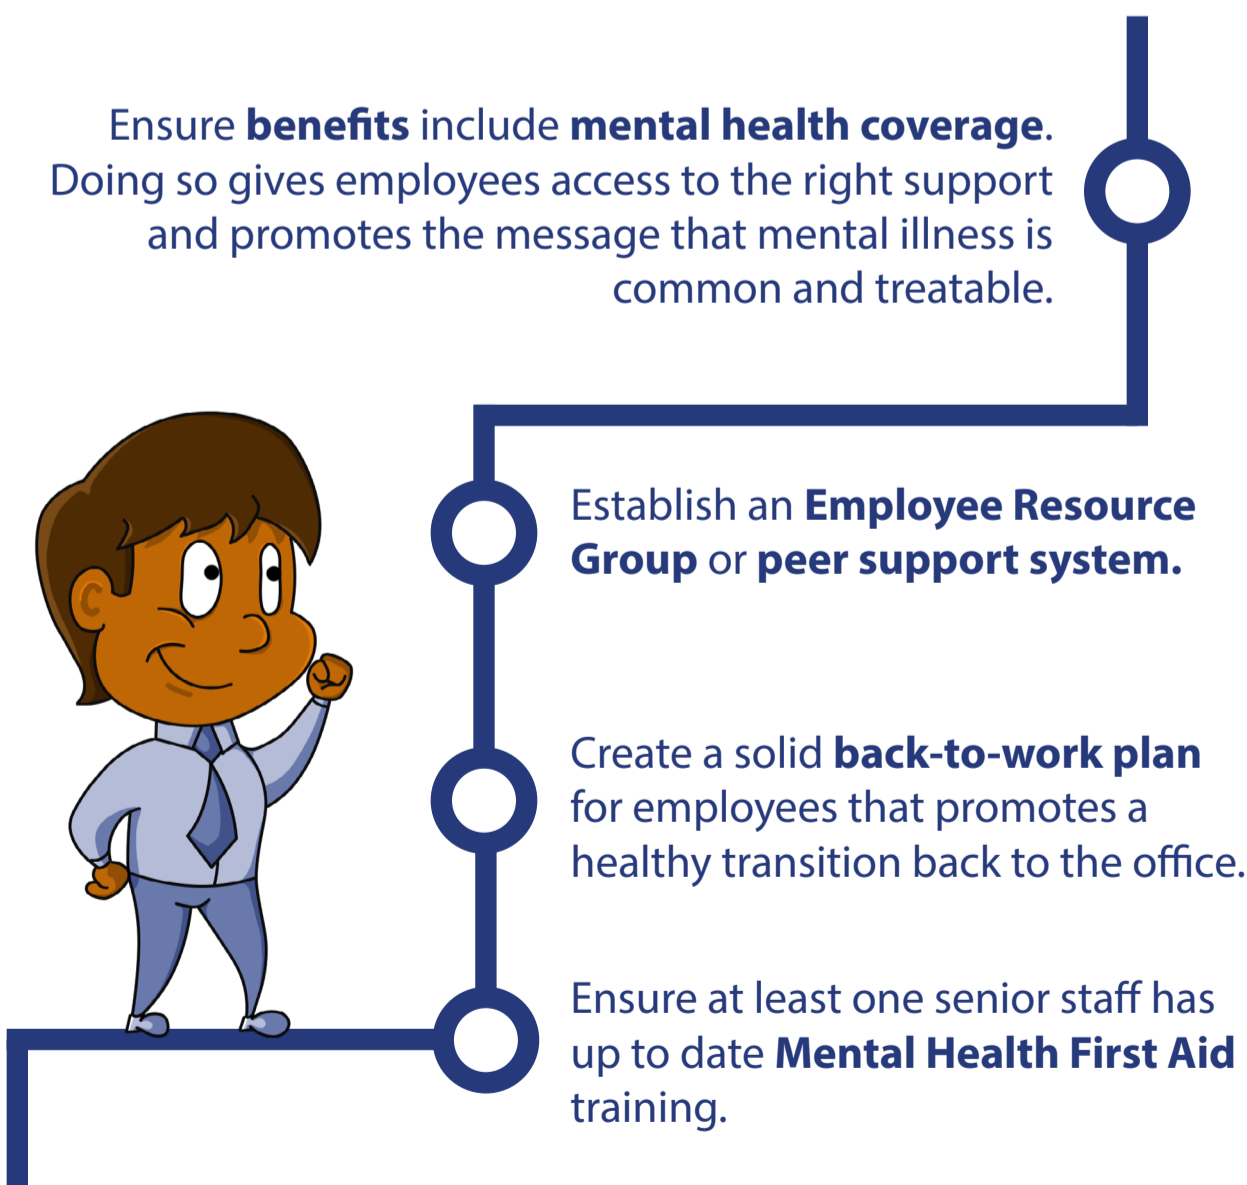 Ensure benefits include mental health coverage.
Doing so gives employees access to the right support
and promotes the message that mental illness is
common and treatable.
Establish an Employee Resource
Group or peer support system.
Create a solid back-to-work plan
for employees that promotes a
healthy transition back to the office.
Ensure at least one senior staff has
up to date Mental Health First Aid
training.